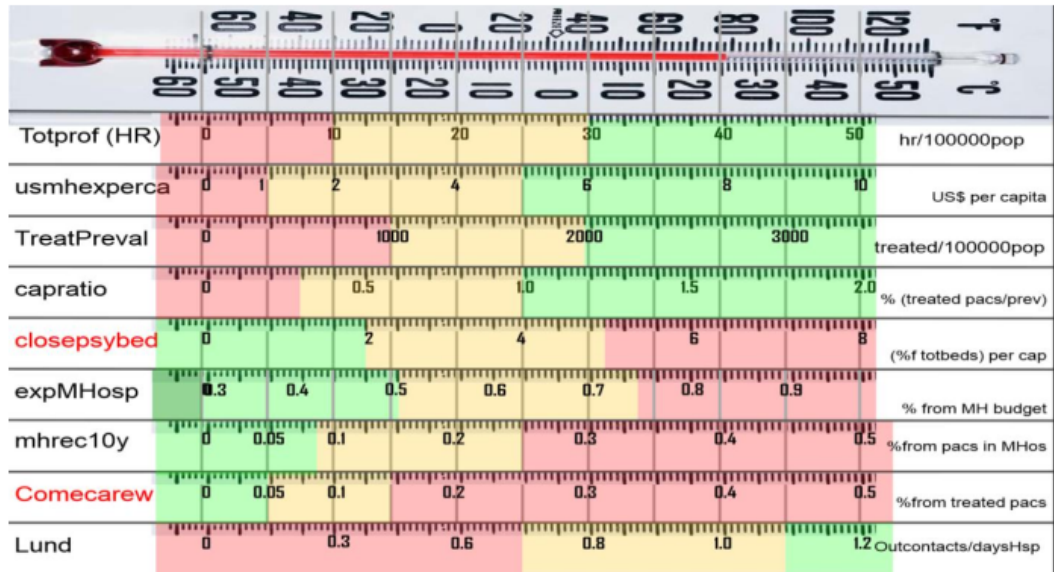 60 40 20 0 20 40 60 80 100 120 °F
60 50 40 30 20 10 0 10 20 30 40 50 °C
Totprof (HR) 0 10 20 30 40 50 hr/100000pop
usmhexperca 0 1 2 4 6 8 10 US$ per capita
TreatPreval 0 1000 2000 3000 treated/100000pop
capratio 0 0.5 1.0 1.5 2.0 % (treated pacs/prev)
closepsybed 0 2 4 6 8 (%f totbeds) per cap
expMHosp 0.3 0.4 0.5 0.6 0.7 0.8 0.9 % from MH budget
mhrec10y 0 0.05 0.1 0.2 0.3 0.4 0.5 %from pacs in MHos
Comecarew 0 0.05 0.1 0.2 0.3 0.4 0.5 %from treated pacs
Lund 0 0.3 0.6 0.8 1.0 1.2 Outcontacts/daysHsp